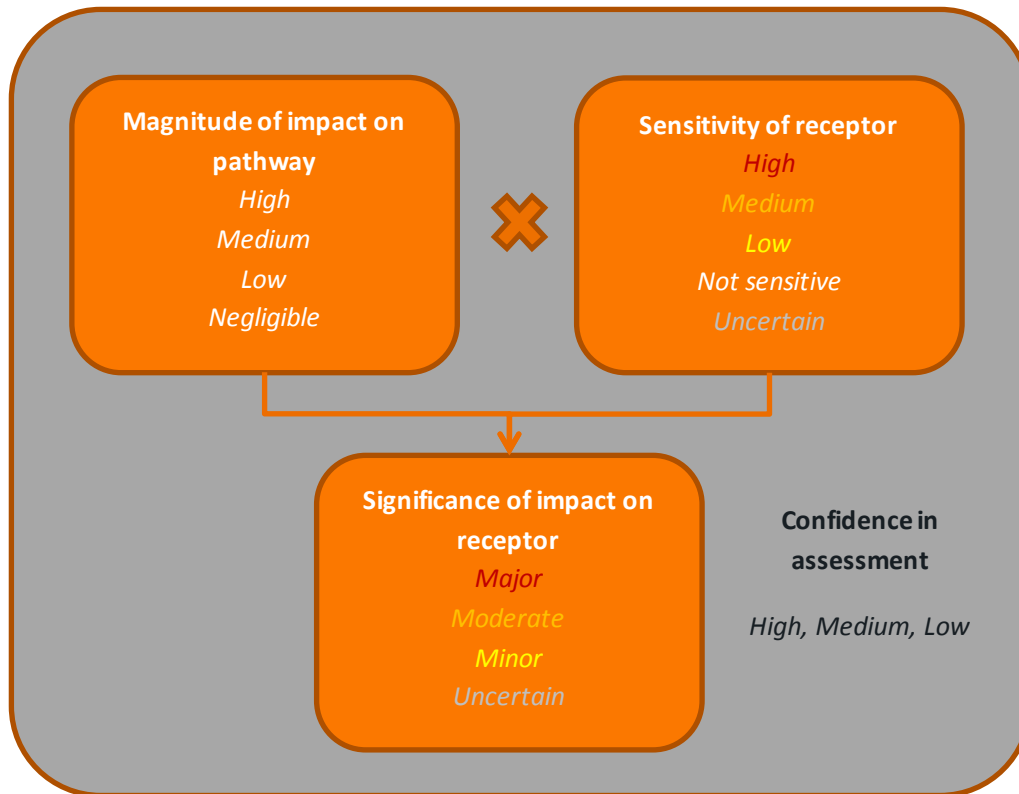 Magnitude of impact on
pathway
High
Medium
Low
Negligible
Sensitivity of receptor
High
Medium
Low
Not sensitive
Uncertain
Significance of impact on
receptor
Major
Moderate
Minor
Uncertain
Confidence in
assessment
High, Medium, Low